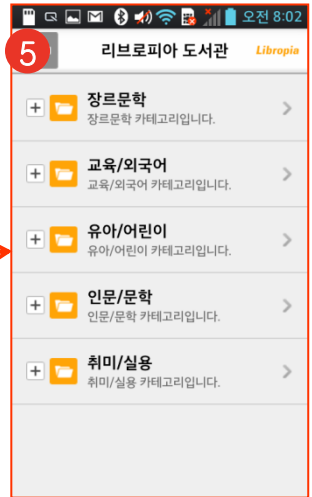 오전 8:02
5
리브로피아 도서관
Libropia
장르문학
장르문학 카테고리입니다.
교육/외국어
교육/외국어 카테고리입니다.
유아/어린이
유아/어린이 카테고리입니다.
인문/문학
인문/문학 카테고리입니다.
취미/실용
취미/실용 카테고리입니다.